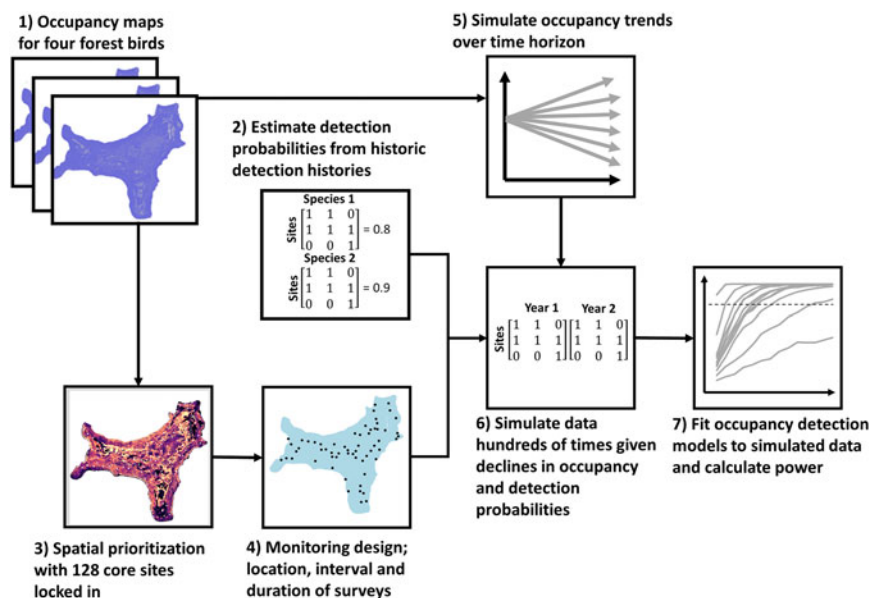 1) Occupancy maps
for four forest birds
5) Simulate occupancy trends
over time horizon
2) Estimate detection
probabilities from historic
detection histories
Species 1
Sites
1 1 0
1 1 1 = 0.8
0 0 1
Species 2
Sites
1 1 0
1 1 1 = 0.9
0 0 1
Year 1 Year 2
Sites
1 1 0 1 1 0
1 1 1 1 1 1
0 0 1 0 0 1
6) Simulate data
hundreds of times given
declines in occupancy
and detection
probabilities
7) Fit occupancy detection
models to simulated data
and calculate power
3) Spatial prioritization
with 128 core sites
locked in
4) Monitoring design;
location, interval and
duration of surveys